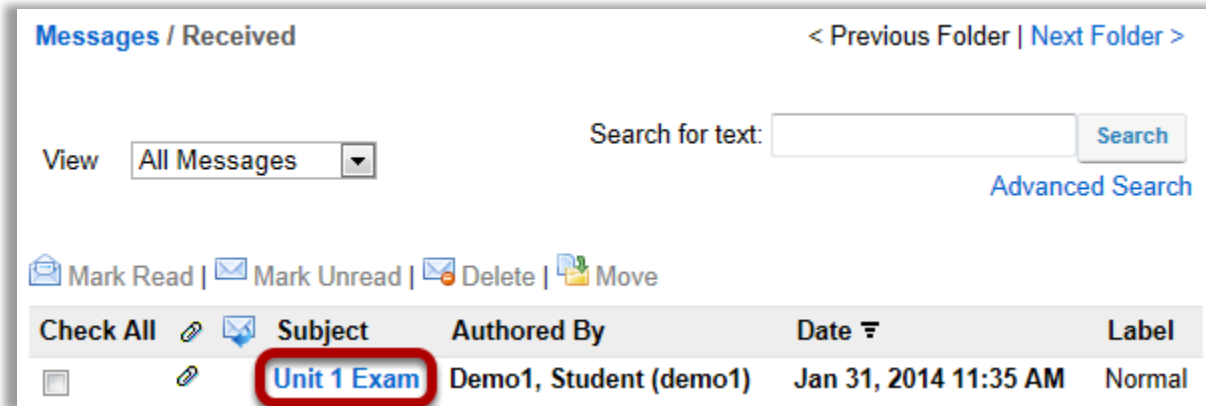 Messages / Received < Previous Folder | Next Folder >
Search for text: Search
View All Messages
Advanced Search
Mark Read | Mark Unread | Delete | Move
Check All Subject Authored By Date Label
Unit 1 Exam Demo1, Student (demo1) Jan 31, 2014 11:35 AM Normal